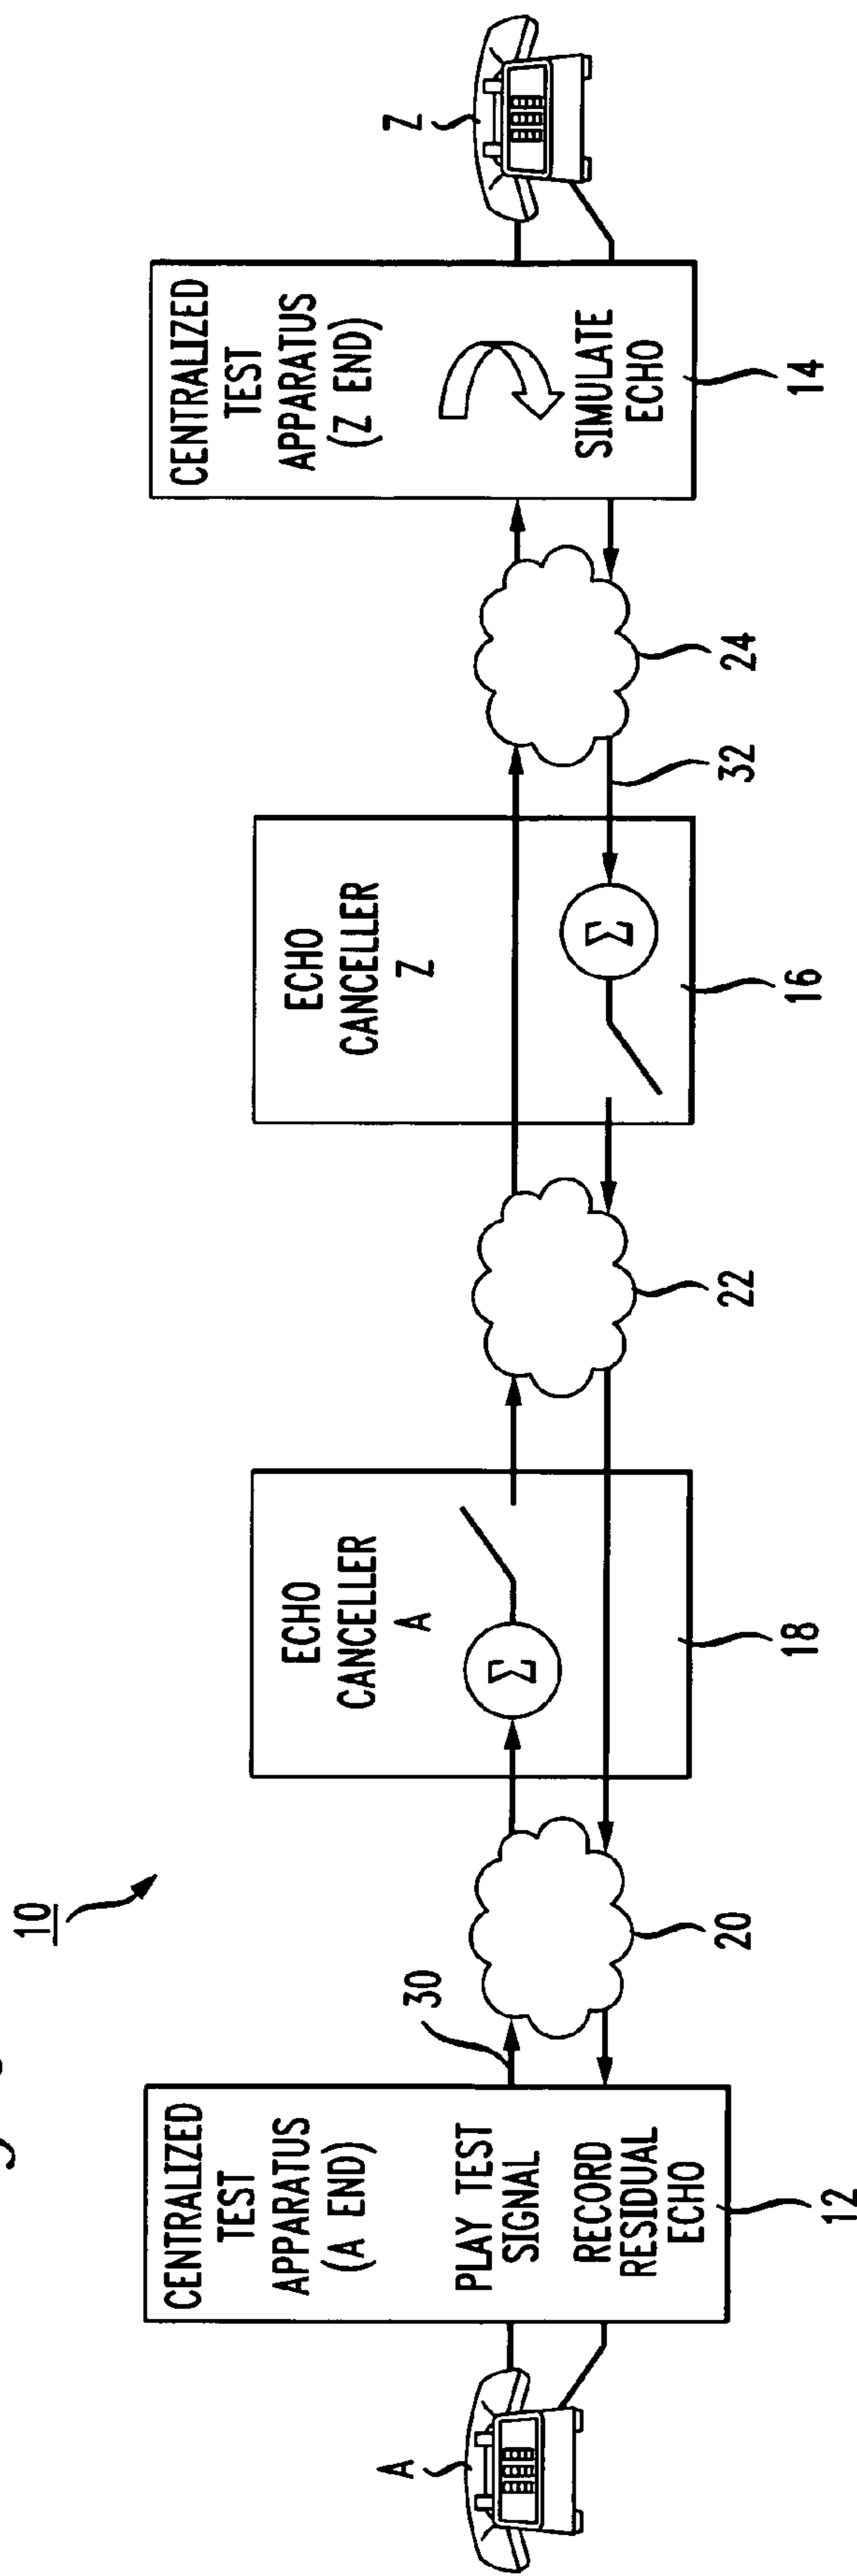 10
A
CENTRALIZED
TEST
APPARATUS
(A END)
PLAY TEST
SIGNAL
RECORD
RESIDUAL
ECHO
12
30
20
ECHO
CANCELLER
A
Σ
18
22
ECHO
CANCELLER
Z
Σ
16
32
24
CENTRALIZED
TEST
APPARATUS
(Z END)
SIMULATE
ECHO
14
Z